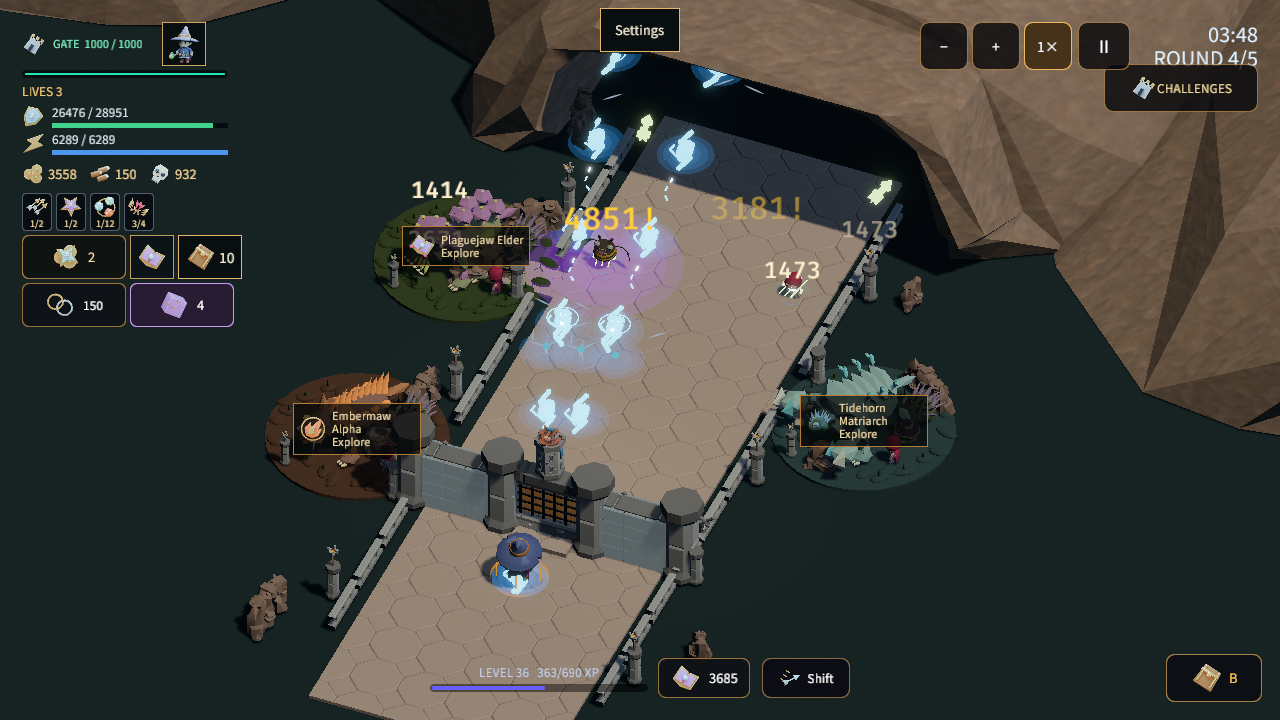 Settings
GATE 1000 / 1000
LIVES 3
26476 / 28951
6289 / 6289
3558
150
932
1/2
1/2
1/12
3/4
2
10
150
4
−
+
1×
03:48
ROUND 4/5
CHALLENGES
1414
4851!
3181!
1473
1473
Plaguejaw Elder
Explore
Embermaw
Alpha
Explore
Tidehorn
Matriarch
Explore
LEVEL 36 363/690 XP
3685
Shift
B